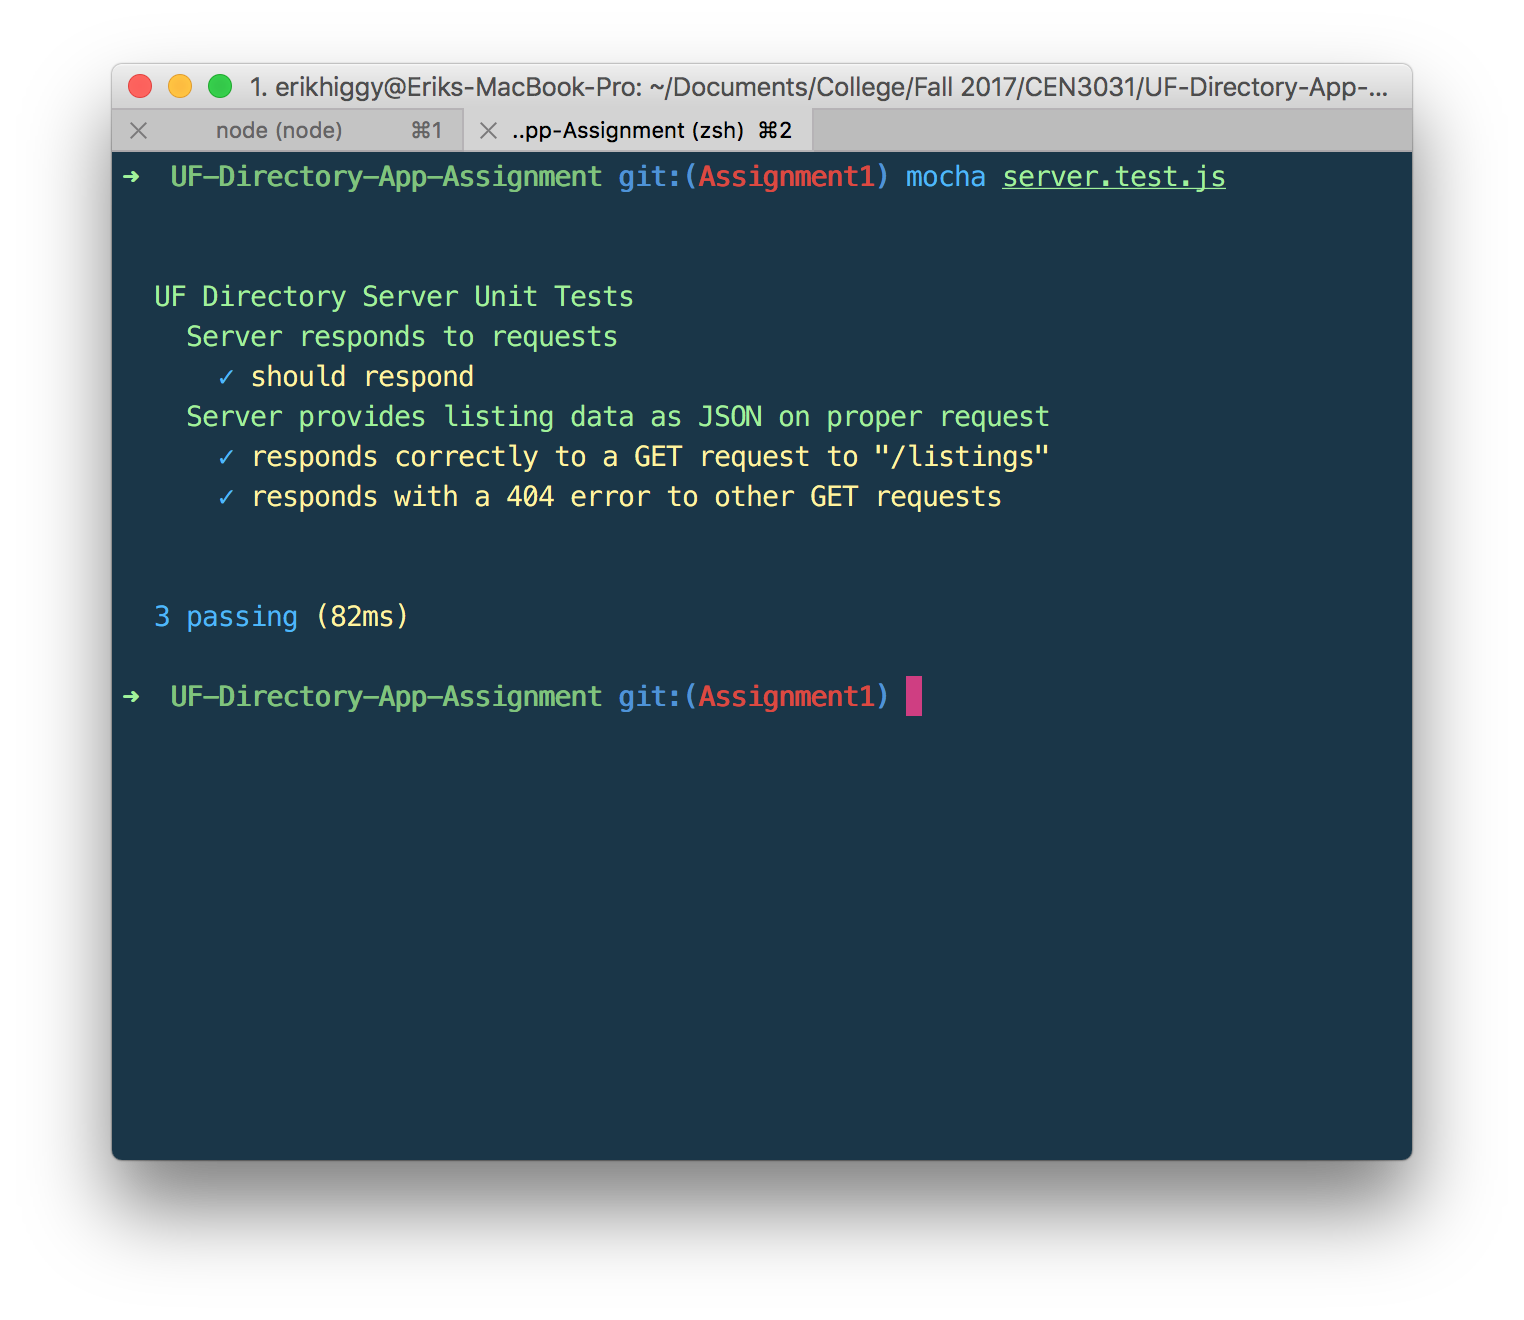 1. erikhiggy@Eriks-MacBook-Pro: ~/Documents/College/Fall 2017/CEN3031/UF-Directory-App-...
node (node) ⌘1 ..pp-Assignment (zsh) ⌘2
➜ UF-Directory-App-Assignment git:(Assignment1) mocha server.test.js
UF Directory Server Unit Tests
Server responds to requests
✓ should respond
Server provides listing data as JSON on proper request
✓ responds correctly to a GET request to "/listings"
✓ responds with a 404 error to other GET requests
3 passing (82ms)
➜ UF-Directory-App-Assignment git:(Assignment1)